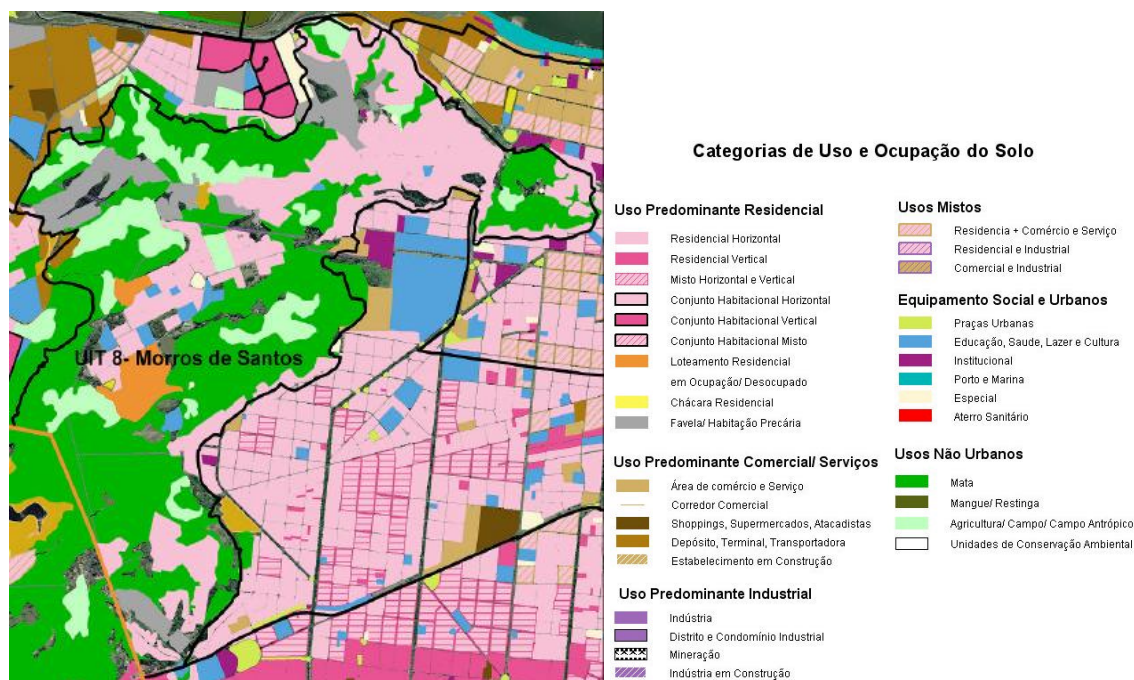 UIT 8- Morros de Santos
Categorias de Uso e Ocupação do Solo
Uso Predominante Residencial
Residencial Horizontal
Residencial Vertical
Misto Horizontal e Vertical
Conjunto Habitacional Horizontal
Conjunto Habitacional Vertical
Conjunto Habitacional Misto
Loteamento Residencial
em Ocupação/ Desocupado
Chácara Residencial
Favela/ Habitação Precária
Uso Predominante Comercial/ Serviços
Área de comércio e Serviço
Corredor Comercial
Shoppings, Supermercados, Atacadistas
Depósito, Terminal, Transportadora
Estabelecimento em Construção
Uso Predominante Industrial
Indústria
Distrito e Condomínio Industrial
Mineração
Indústria em Construção
Usos Mistos
Residencia + Comércio e Serviço
Residencial e Industrial
Comercial e Industrial
Equipamento Social e Urbanos
Praças Urbanas
Educação, Saude, Lazer e Cultura
Institucional
Porto e Marina
Especial
Aterro Sanitário
Usos Não Urbanos
Mata
Mangue/ Restinga
Agricultura/ Campo/ Campo Antrópico
Unidades de Conservação Ambiental